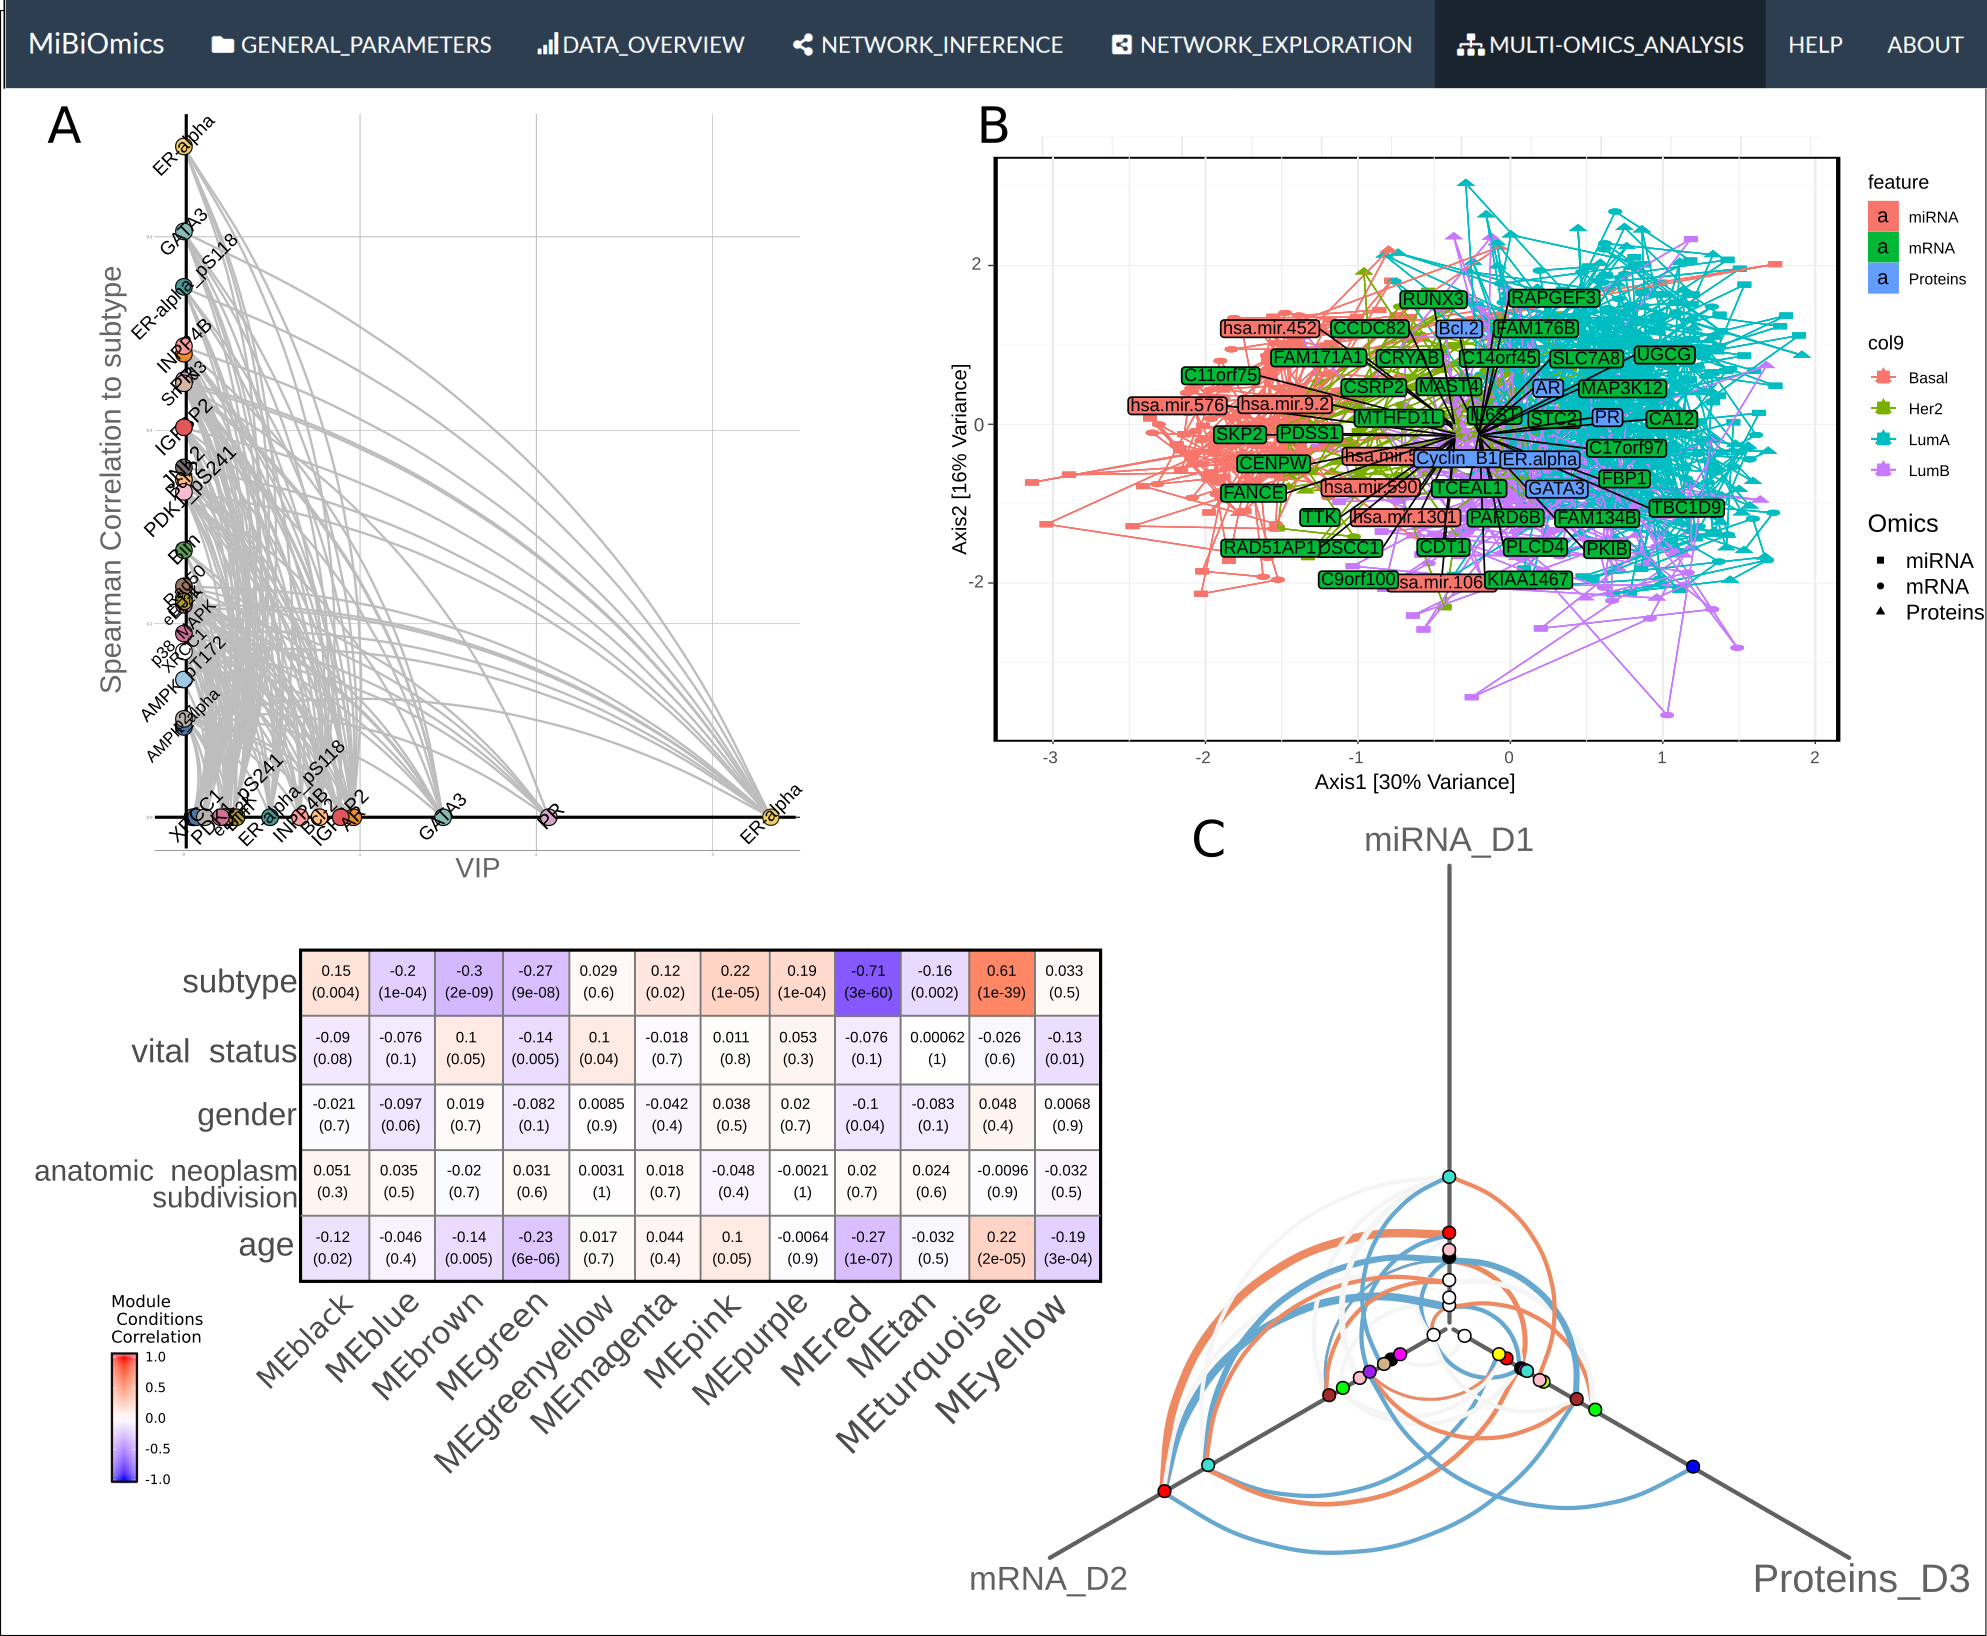 MiBiOmics GENERAL_PARAMETERS DATA_OVERVIEW NETWORK_INFERENCE NETWORK_EXPLORATION MULTI-OMICS_ANALYSIS HELP ABOUT
A
Spearman Correlation to subtype
ER-alpha
GATA3
ER-alpha_pS118
INPP4B
IGFBP2
PDK1_pS241
Bim
p38_MAPK
XRCC1
AMPK_pT172
AMPK_alpha
pS241
ER-alpha_pS118
INPP4B
Bcl2
IGFBP2
AR
GATA3
PR
ER-alpha
VIP
B
Axis2 [16% Variance]
2
0
-2
RUNX3 RAPGEF3
hsa.mir.452 CCDC82 Bcl.2 FAM176B
FAM171A1 CRYAB C14orf45 SLC7A8 UGCG
C11orf75 CSRP2 MAST4 AR MAP3K12
hsa.mir.576 hsa.mir.9.2 MTHFD1L IL6ST STC2 PR CA12
SKP2 PDSS1 C17orf97
CENPW Cyclin_B1 ER.alpha
FANCE hsa.mir.590 TCEAL1 GATA3 FBP1
TTK hsa.mir.1301 PARD6B FAM134B TBC1D9
RAD51AP1 DSCC1 CDT1 PLCD4 PKIB
C9orf100 KIAA1467
-3 -2 -1 0 1 2
Axis1 [30% Variance]
feature
a miRNA
a mRNA
a Proteins
col9
Basal
Her2
LumA
LumB
Omics
miRNA
mRNA
Proteins
C
miRNA_D1
mRNA_D2
Proteins_D3
subtype 0.15 -0.2 -0.3 -0.27 0.029 0.12 0.22 0.19 -0.71 -0.16 0.61 0.033
(0.004) (1e-04) (2e-09) (9e-08) (0.6) (0.02) (1e-05) (1e-04) (3e-60) (0.002) (1e-39) (0.5)
vital status -0.09 -0.076 0.1 -0.14 0.1 -0.018 0.011 0.053 -0.076 0.00062 -0.026 -0.13
(0.08) (0.1) (0.05) (0.005) (0.04) (0.7) (0.8) (0.3) (0.1) (1) (0.6) (0.01)
gender -0.021 -0.097 0.019 -0.082 0.0085 -0.042 0.038 0.02 -0.1 -0.083 0.048 0.0068
(0.7) (0.06) (0.7) (0.1) (0.9) (0.4) (0.5) (0.7) (0.04) (0.1) (0.4) (0.9)
anatomic neoplasm 0.051 0.035 -0.02 0.031 0.0031 0.018 -0.048 -0.0021 0.02 0.024 -0.0096 -0.032
subdivision (0.3) (0.5) (0.7) (0.6) (1) (0.7) (0.4) (1) (0.7) (0.6) (0.9) (0.5)
age -0.12 -0.046 -0.14 -0.23 0.017 0.044 0.1 -0.0064 -0.27 -0.032 0.22 -0.19
(0.02) (0.4) (0.005) (6e-06) (0.7) (0.4) (0.05) (0.9) (1e-07) (0.5) (2e-05) (3e-04)
MEblack MEblue MEbrown MEgreen MEgreenyellow MEmagenta MEpink MEpurple MEred MEtan MEturquoise MEyellow
Module
Conditions
Correlation
1.0
0.5
0.0
-0.5
-1.0